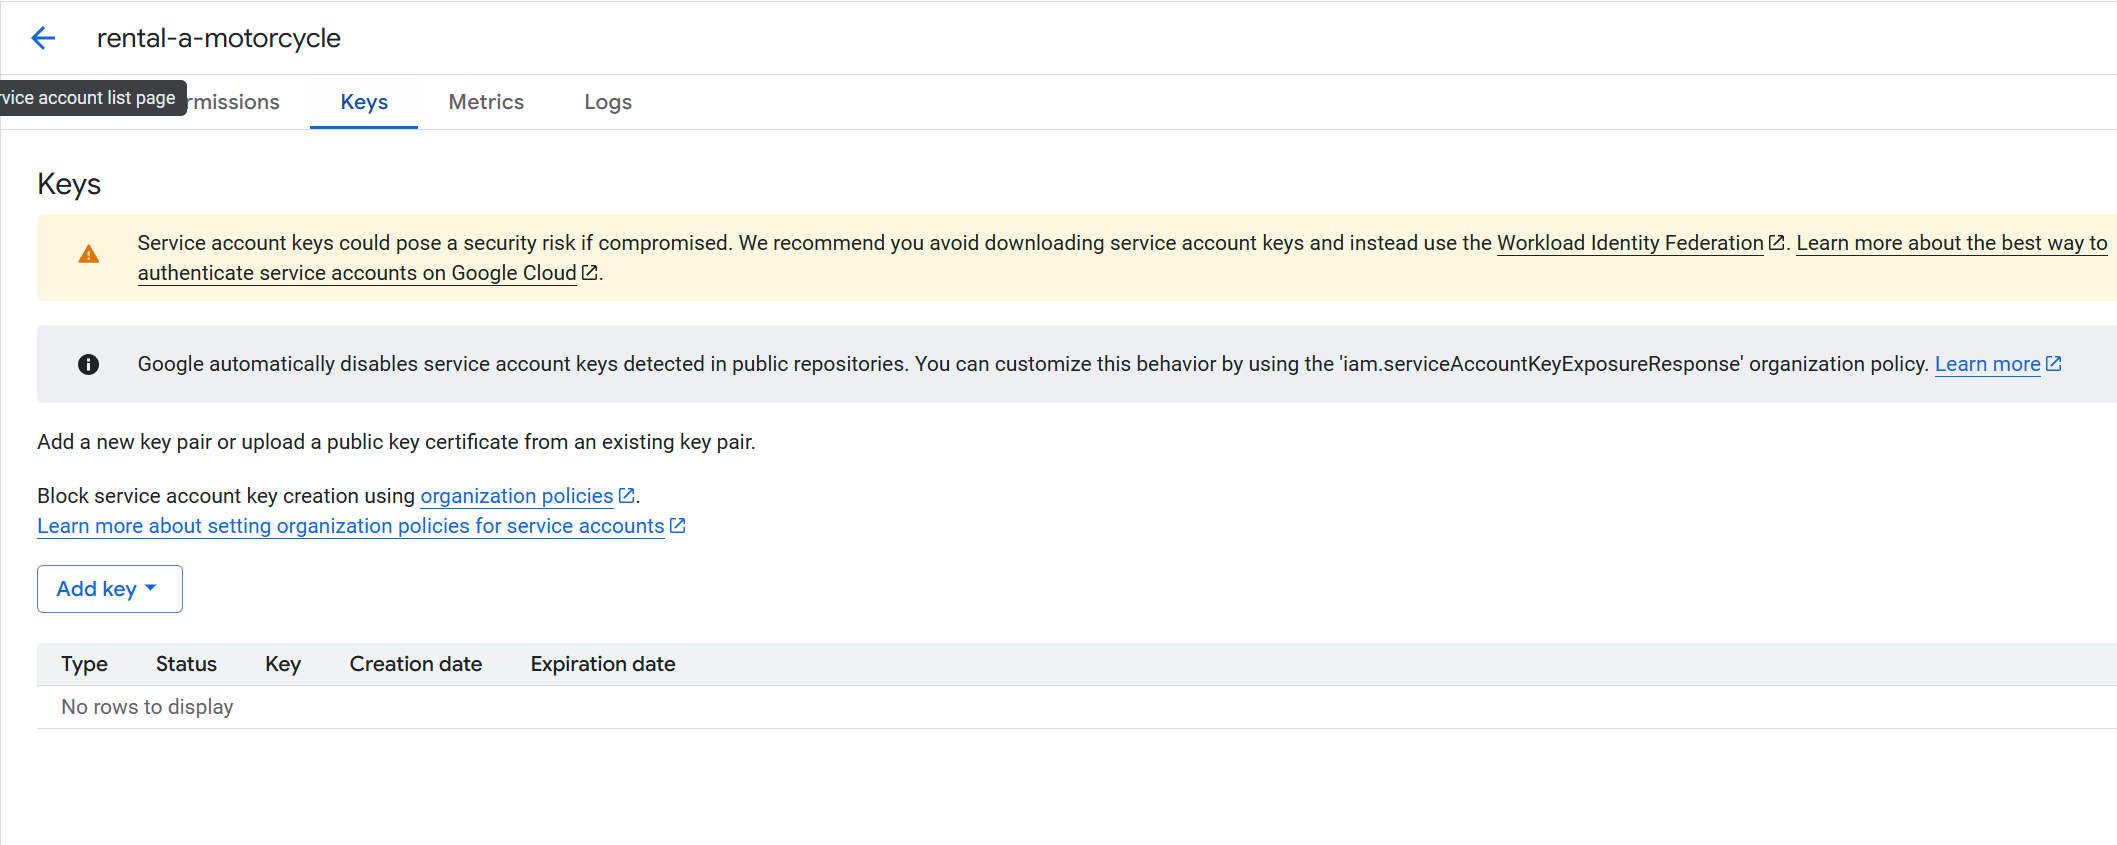 rental-a-motorcycle
rvice account list page
rmissions
Keys
Metrics
Logs
Keys
Service account keys could pose a security risk if compromised. We recommend you avoid downloading service account keys and instead use the Workload Identity Federation. Learn more about the best way to
authenticate service accounts on Google Cloud.
Google automatically disables service account keys detected in public repositories. You can customize this behavior by using the 'iam.serviceAccountKeyExposureResponse' organization policy. Learn more
Add a new key pair or upload a public key certificate from an existing key pair.
Block service account key creation using organization policies.
Learn more about setting organization policies for service accounts
Add key
Type Status Key Creation date Expiration date
No rows to display